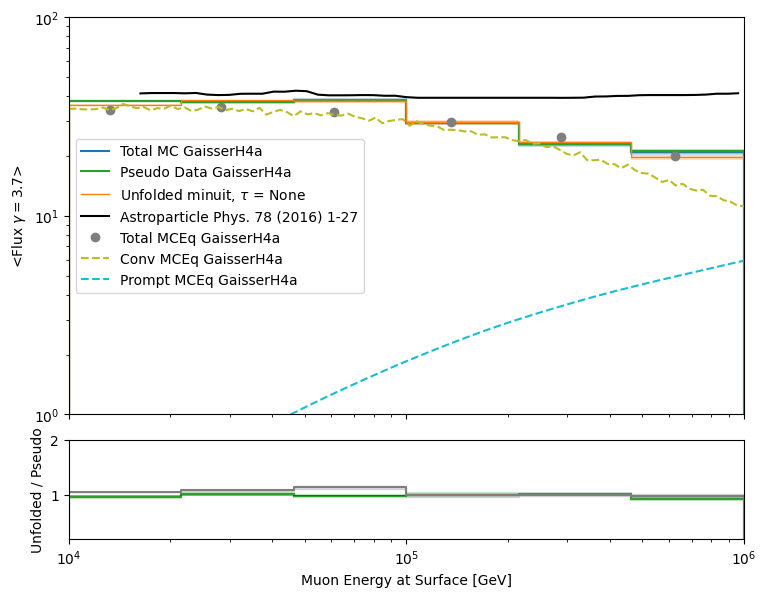 10^2
10^1
10^0
<Flux γ = 3.7>
Total MC GaisserH4a
Pseudo Data GaisserH4a
Unfolded minuit, τ = None
Astroparticle Phys. 78 (2016) 1-27
Total MCEq GaisserH4a
Conv MCEq GaisserH4a
Prompt MCEq GaisserH4a
2
1
Unfolded / Pseudo
10^4 10^5 10^6
Muon Energy at Surface [GeV]